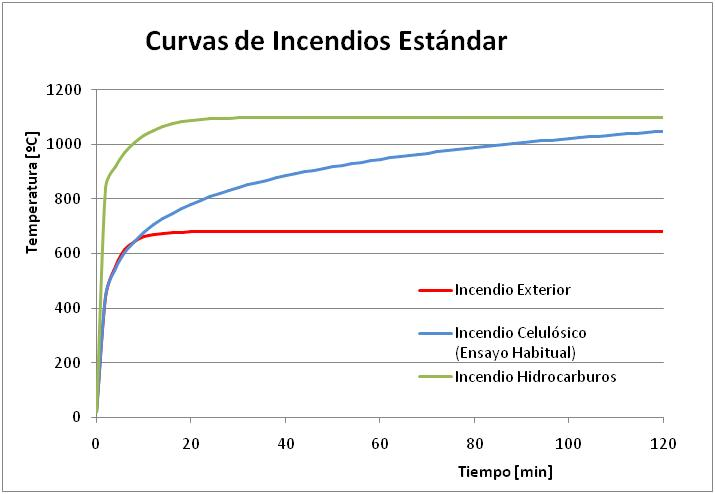 Curvas de Incendios Estándar
Temperatura [ºC]
1200
1000
800
600
400
200
0
Incendio Exterior
Incendio Celulósico
(Ensayo Habitual)
Incendio Hidrocarburos
0 20 40 60 80 100 120
Tiempo [min]